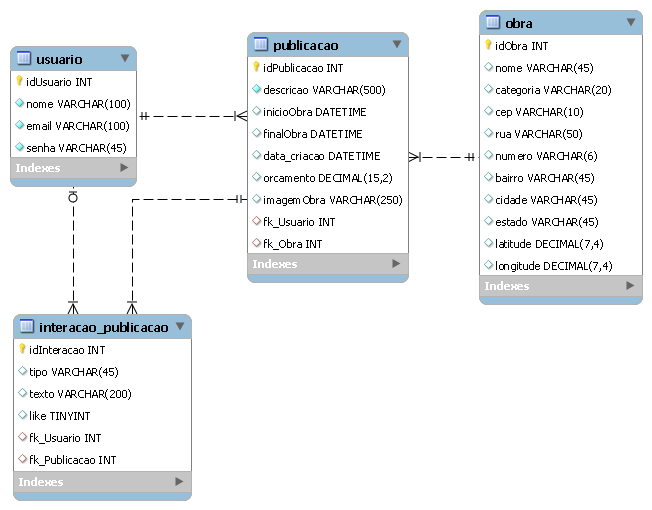 usuario
idUsuario INT
nome VARCHAR(100)
email VARCHAR(100)
senha VARCHAR(45)
Indexes
publicacao
idPublicacao INT
descricao VARCHAR(500)
inicioObra DATETIME
finalObra DATETIME
data_criacao DATETIME
orcamento DECIMAL(15,2)
imagemObra VARCHAR(250)
fk_Usuario INT
fk_Obra INT
Indexes
obra
idObra INT
nome VARCHAR(45)
categoria VARCHAR(20)
cep VARCHAR(10)
rua VARCHAR(50)
numero VARCHAR(6)
bairro VARCHAR(45)
cidade VARCHAR(45)
estado VARCHAR(45)
latitude DECIMAL(7,4)
longitude DECIMAL(7,4)
Indexes
interacao_publicacao
idInteracao INT
tipo VARCHAR(45)
texto VARCHAR(200)
like TINYINT
fk_Usuario INT
fk_Publicacao INT
Indexes